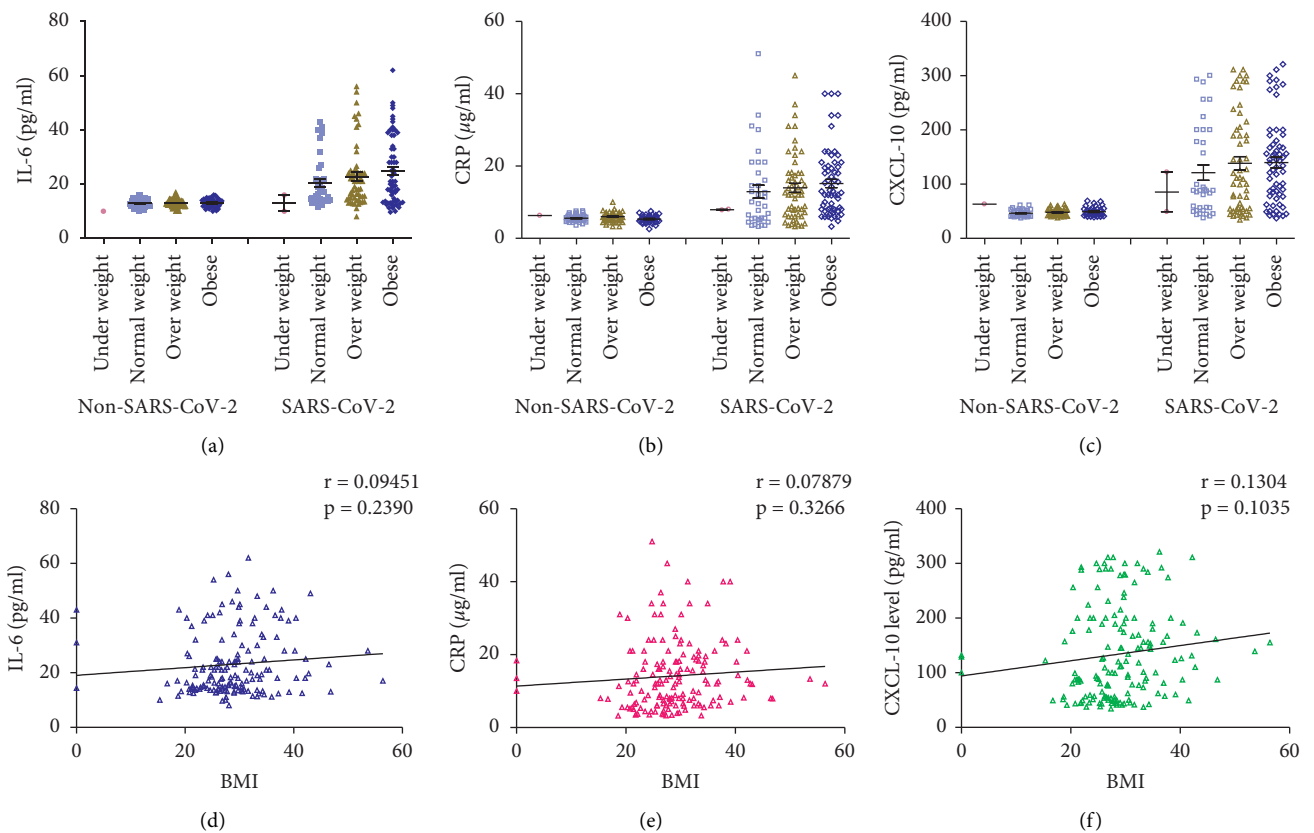 80
60
40
20
0
IL-6 (pg/ml)
Under weight
Normal weight
Over weight
Obese
Under weight
Normal weight
Over weight
Obese
Non-SARS-CoV-2
SARS-CoV-2
(a)
60
40
20
0
CRP (µg/ml)
Under weight
Normal weight
Over weight
Obese
Under weight
Normal weight
Over weight
Obese
Non-SARS-CoV-2
SARS-CoV-2
(b)
400
300
200
100
0
CXCL-10 (pg/ml)
Under weight
Normal weight
Over weight
Obese
Under weight
Normal weight
Over weight
Obese
Non-SARS-CoV-2
SARS-CoV-2
(c)
r = 0.09451
p = 0.2390
80
60
40
20
0
IL-6 (pg/ml)
0 20 40 60
BMI
(d)
r = 0.07879
p = 0.3266
80
60
40
20
0
CRP (µg/ml)
0 20 40 60
BMI
(e)
r = 0.1304
p = 0.1035
400
300
200
100
0
CXCL-10 level (pg/ml)
0 20 40 60
BMI
(f)